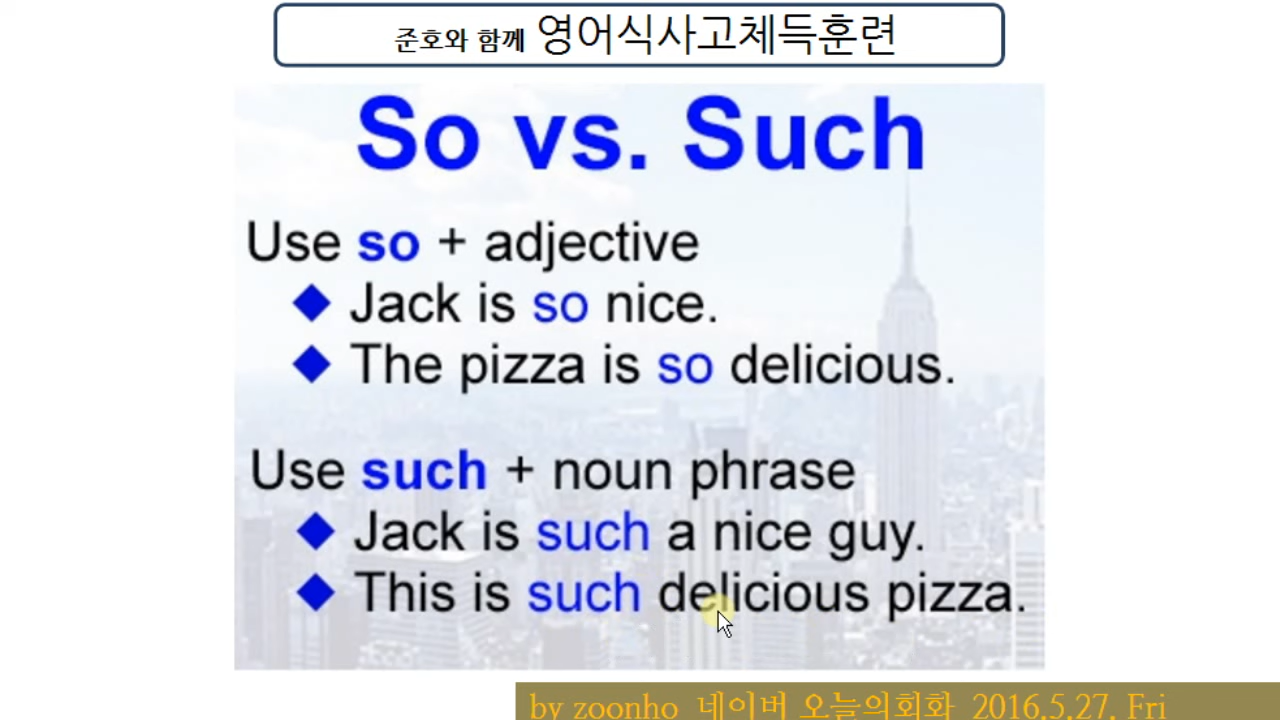 준호와 함께 영어식사고체득훈련
So vs. Such
Use so + adjective
◆ Jack is so nice.
◆ The pizza is so delicious.
Use such + noun phrase
◆ Jack is such a nice guy.
◆ This is such delicious pizza.
by zoonho 네이버 오늘의회화 2016.5.27. Fri